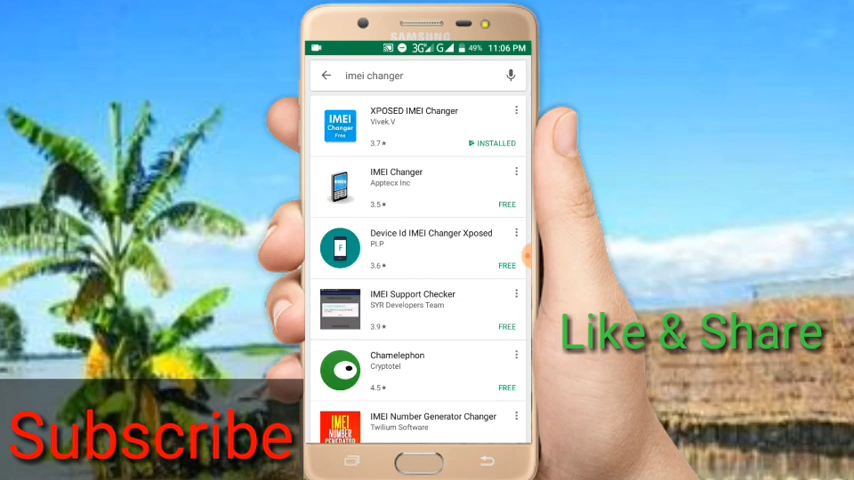 SAMSUNG
3G G 49% 11:06 PM
imei changer
IMEI
Changer
Free
XPOSED IMEI Changer
Vivek.V
3.7★
INSTALLED
IMEI Changer
Apptecx Inc
3.5★
FREE
Device Id IMEI Changer Xposed
F
PI.P
3.6★
FREE
IMEI Support Checker
SYR Developers Team
3.9★
FREE
Chamelephon
Cryptotel
4.5★
FREE
IMEI
NUMBER
GENERATOR
IMEI Number Generator Changer
Twilium Software
Like & Share
Subscribe